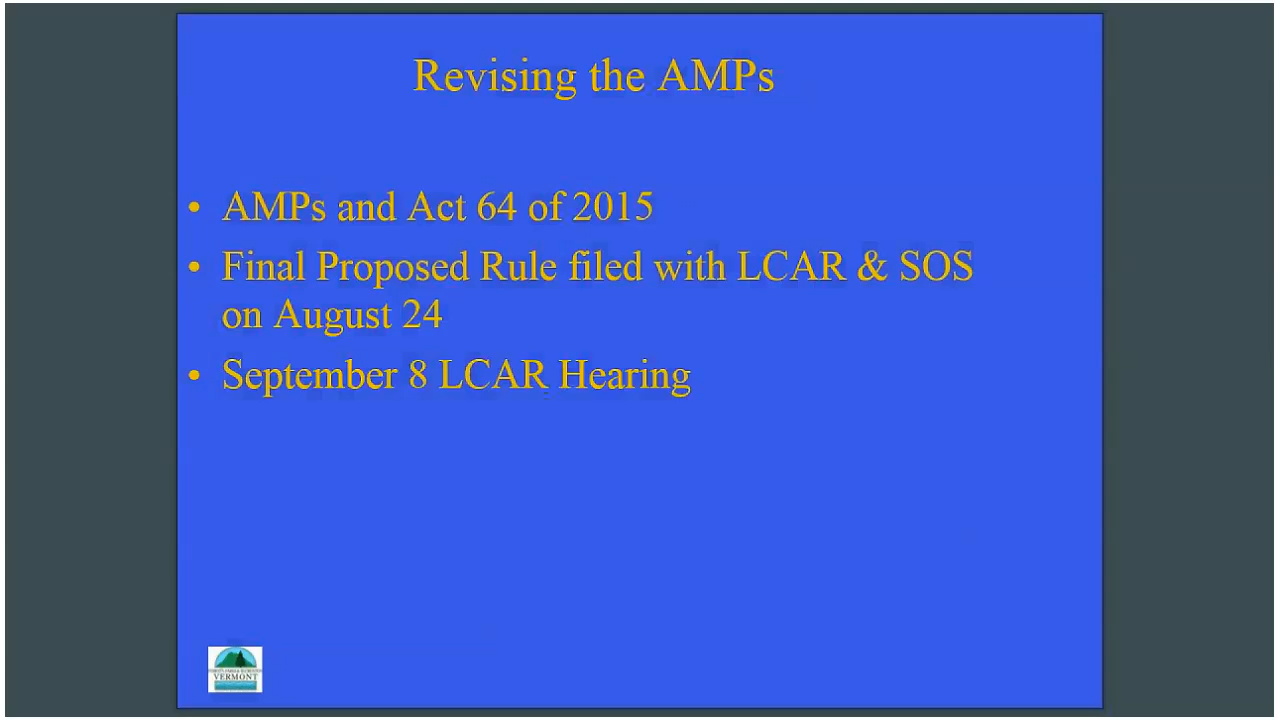 Revising the AMPs
• AMPs and Act 64 of 2015
• Final Proposed Rule filed with LCAR & SOS
on August 24
• September 8 LCAR Hearing
VERMONT